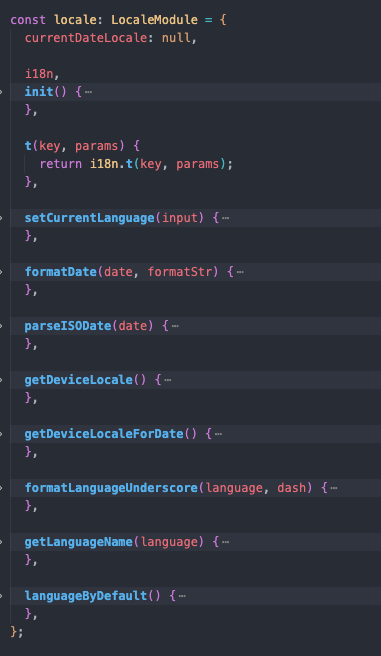 const locale: LocaleModule = {
currentDateLocale: null,
i18n,
init() { ⋯
},
t(key, params) {
return i18n.t(key, params);
},
setCurrentLanguage(input) { ⋯
},
formatDate(date, formatStr) { ⋯
},
parseISODate(date) { ⋯
},
getDeviceLocale() { ⋯
},
getDeviceLocaleForDate() { ⋯
},
formatLanguageUnderscore(language, dash) { ⋯
},
getLanguageName(language) { ⋯
},
languageByDefault() { ⋯
},
};